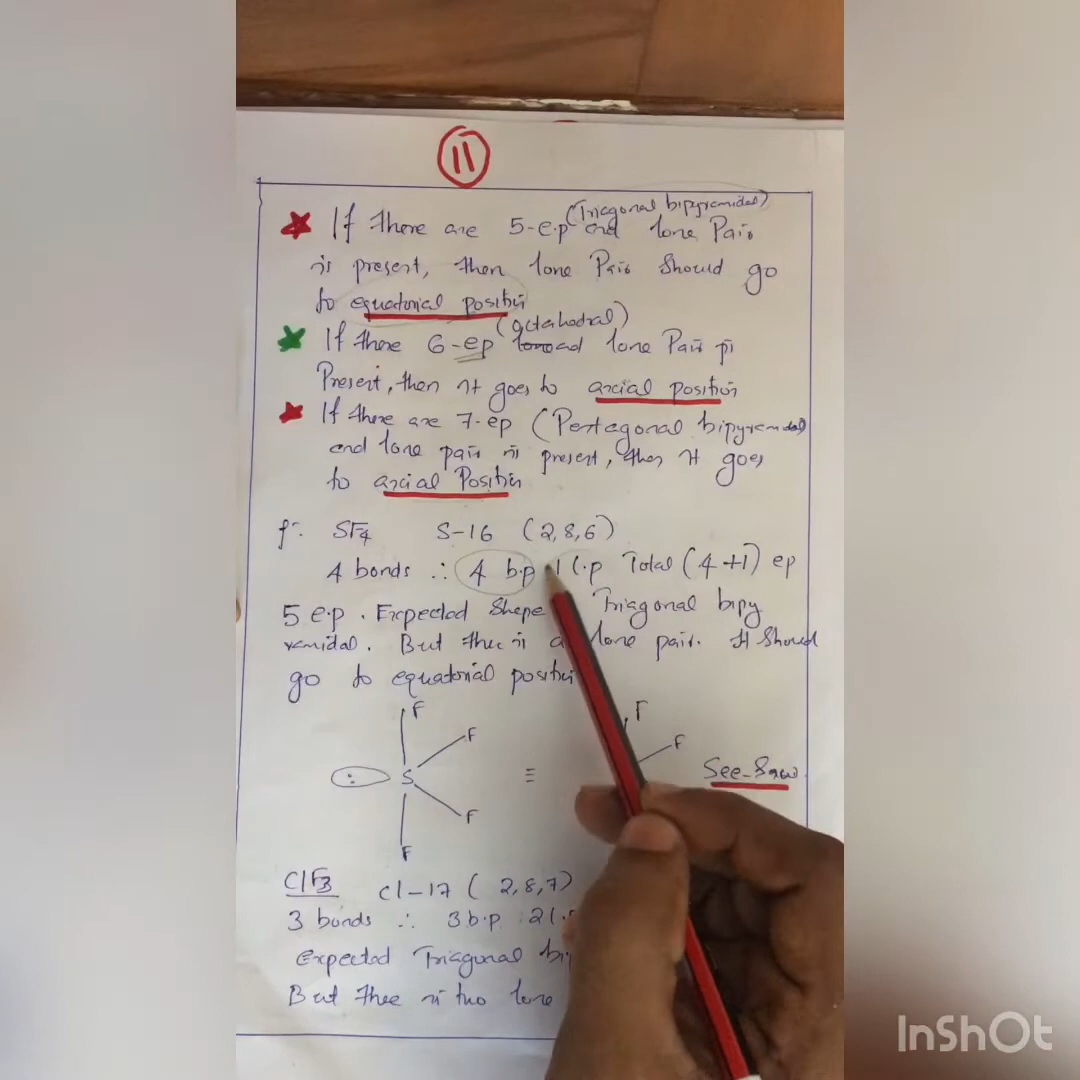 11
(Triagonal bipyramidal)
If there are 5-e.p and lone Pair
is present, then lone Pair should go
to equatorial position
(octahedral)
If there 6-ep and lone Pair is
Present, then it goes to axial position
If there are 7-ep (Pentagonal bipyramidal
and lone pair is present, then it goes
to axial Position
SF4 S-16 (2,8,6)
4 bonds ∴ 4 b.p 1 l.p Total (4+1) ep
5 e.p. Expected Shape Triagonal bipy
ramidal. But there is a lone pair. It should
go to equatorial position
F
F
: S
F
F
≡
F
F
See-Saw
ClF3 Cl-17 (2,8,7)
3 bonds ∴ 3 b.p 2 l.
Expected Triagonal bi
But there is two lone
InShOt